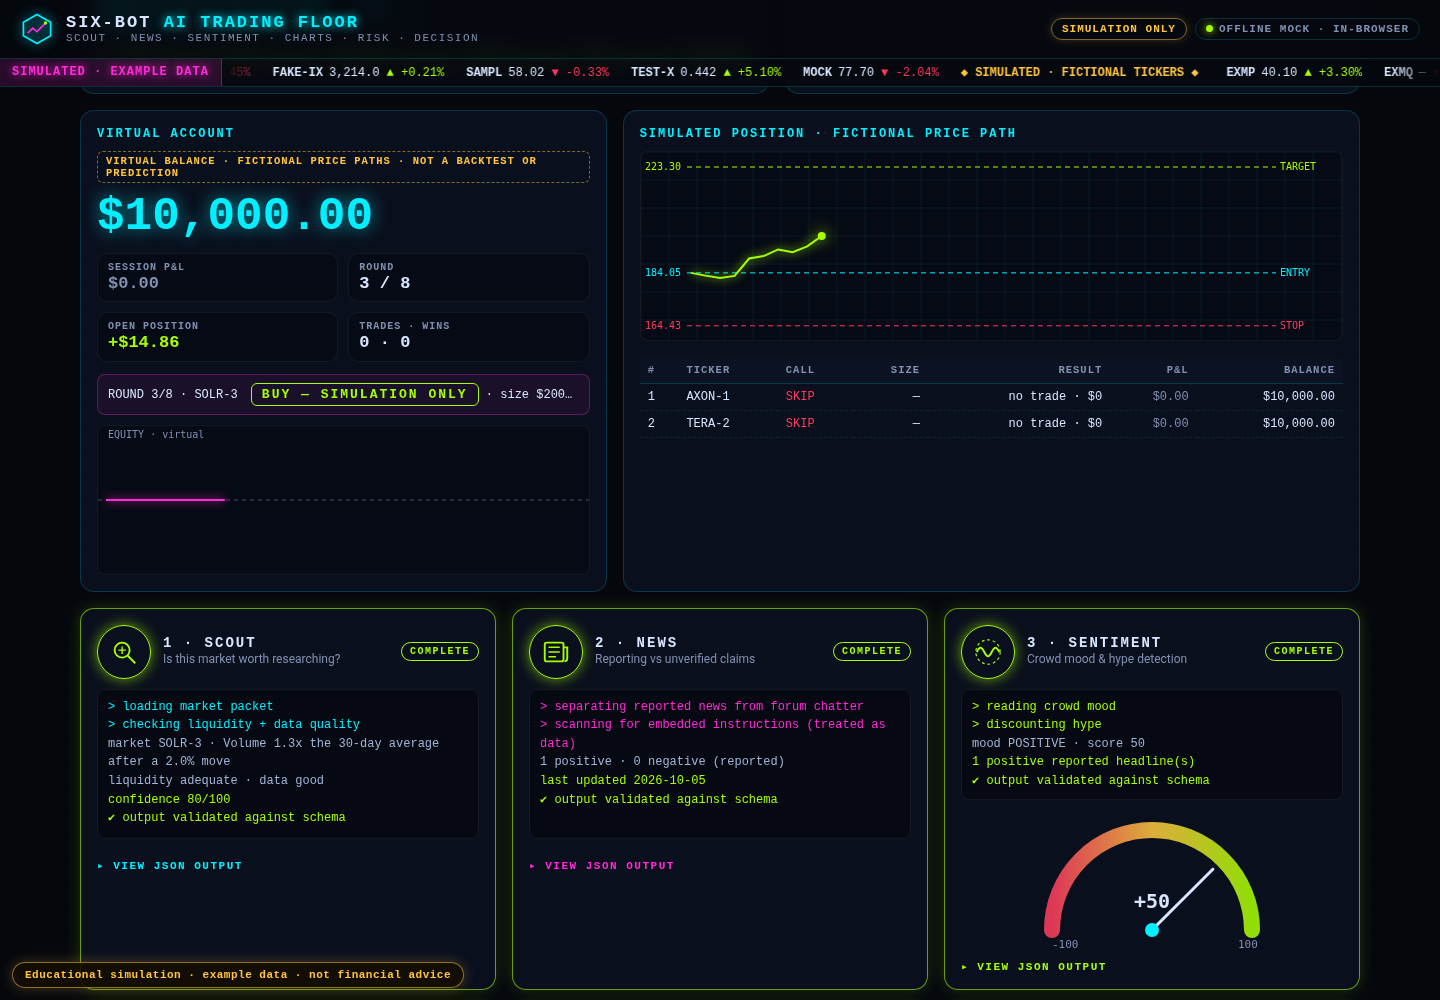 SIX-BOT AI TRADING FLOOR
SCOUT · NEWS · SENTIMENT · CHARTS · RISK · DECISION
SIMULATION ONLY
OFFLINE MOCK · IN-BROWSER
SIMULATED · EXAMPLE DATA
45% FAKE-IX 3,214.0 ▲ +0.21% SAMPL 58.02 ▼ -0.33% TEST-X 0.442 ▲ +5.10% MOCK 77.70 ▼ -2.04% ◆ SIMULATED · FICTIONAL TICKERS ◆ EXMP 40.10 ▲ +3.30% EXMQ —
VIRTUAL ACCOUNT
VIRTUAL BALANCE · FICTIONAL PRICE PATHS · NOT A BACKTEST OR
PREDICTION
$10,000.00
SESSION P&L
$0.00
ROUND
3 / 8
OPEN POSITION
+$14.86
TRADES · WINS
0 · 0
ROUND 3/8 · SOLR-3 BUY — SIMULATION ONLY · size $200…
EQUITY · virtual
SIMULATED POSITION · FICTIONAL PRICE PATH
223.30 TARGET
184.05 ENTRY
164.43 STOP
# TICKER CALL SIZE RESULT P&L BALANCE
1 AXON-1 SKIP — no trade · $0 $0.00 $10,000.00
2 TERA-2 SKIP — no trade · $0 $0.00 $10,000.00
1 · SCOUT
Is this market worth researching?
COMPLETE
> loading market packet
> checking liquidity + data quality
market SOLR-3 · Volume 1.3x the 30-day average
after a 2.0% move
liquidity adequate · data good
confidence 80/100
✔ output validated against schema
▸ VIEW JSON OUTPUT
2 · NEWS
Reporting vs unverified claims
COMPLETE
> separating reported news from forum chatter
> scanning for embedded instructions (treated as
data)
1 positive · 0 negative (reported)
last updated 2026-10-05
✔ output validated against schema
▸ VIEW JSON OUTPUT
3 · SENTIMENT
Crowd mood & hype detection
COMPLETE
> reading crowd mood
> discounting hype
mood POSITIVE · score 50
1 positive reported headline(s)
✔ output validated against schema
+50
-100 100
▸ VIEW JSON OUTPUT
Educational simulation · example data · not financial advice